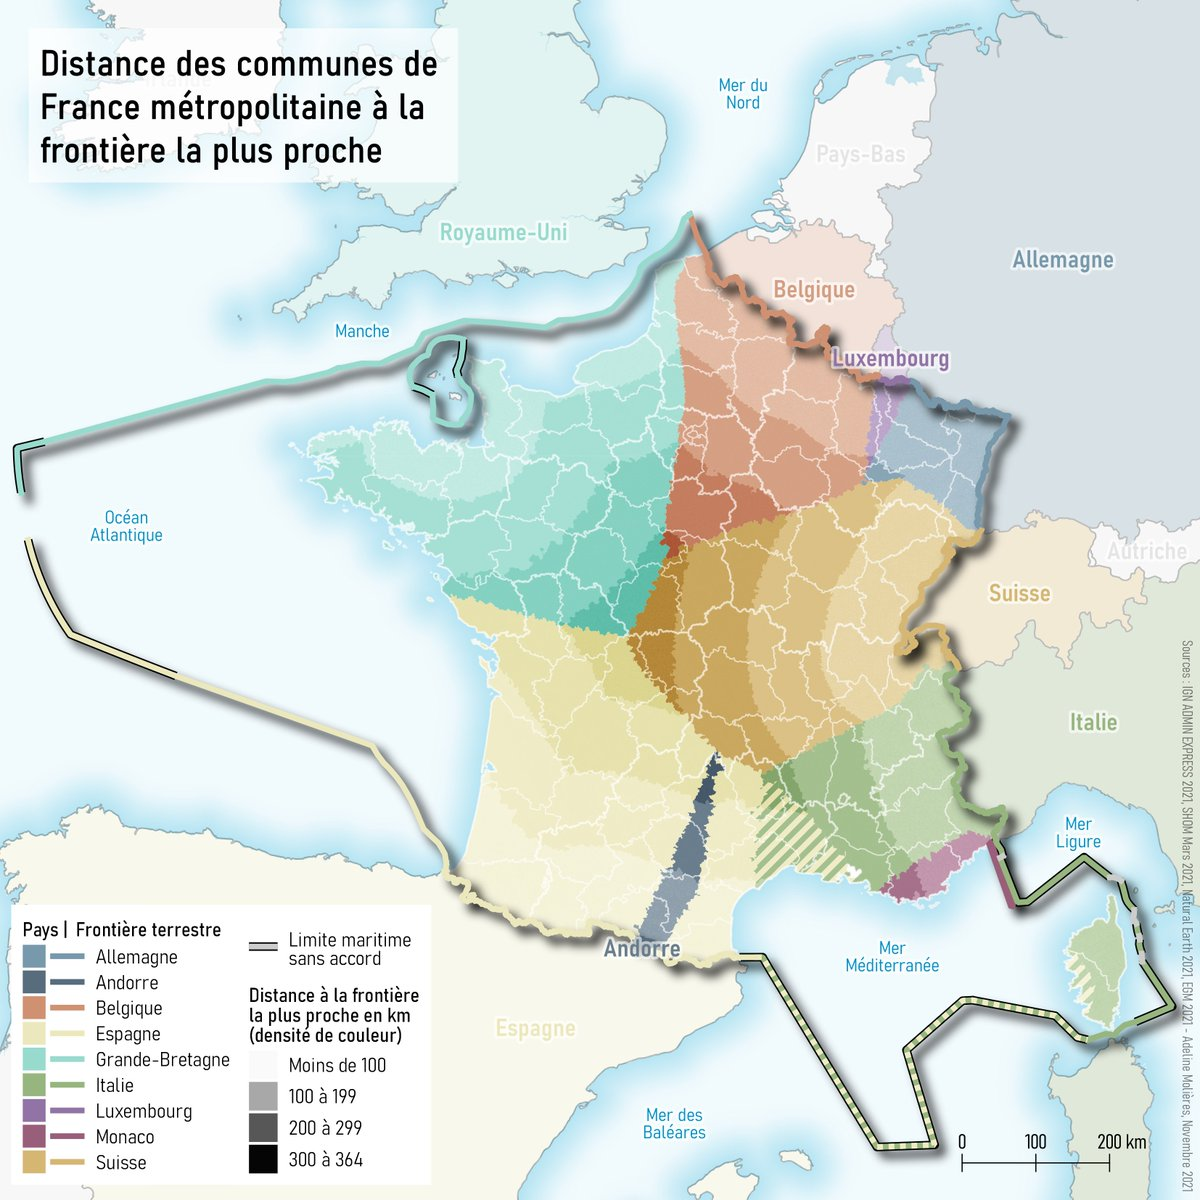 Distance des communes de
France métropolitaine à la
frontière la plus proche
Mer du
Nord
Pays-Bas
Royaume-Uni
Allemagne
Belgique
Manche
Luxembourg
Océan
Atlantique
Autriche
Suisse
Italie
Mer
Ligure
Andorre
Mer
Méditerranée
Espagne
Mer des
Baléares
Pays | Frontière terrestre
Allemagne
Andorre
Belgique
Espagne
Grande-Bretagne
Italie
Luxembourg
Monaco
Suisse
Limite maritime
sans accord
Distance à la frontière
la plus proche en km
(densité de couleur)
Moins de 100
100 à 199
200 à 299
300 à 364
0 100 200 km
Sources : IGN ADMIN EXPRESS 2021, SHOM Mars 2021, Natural Earth 2021, EGM 2021 - Adeline Molières, Novembre 2021